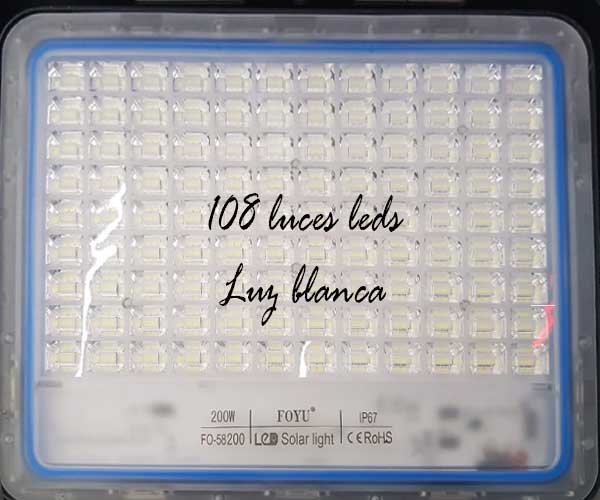 108 luces leds
Luz blanca
200W FOYU® IP67
FO-58200 LED Solar light CE RoHS